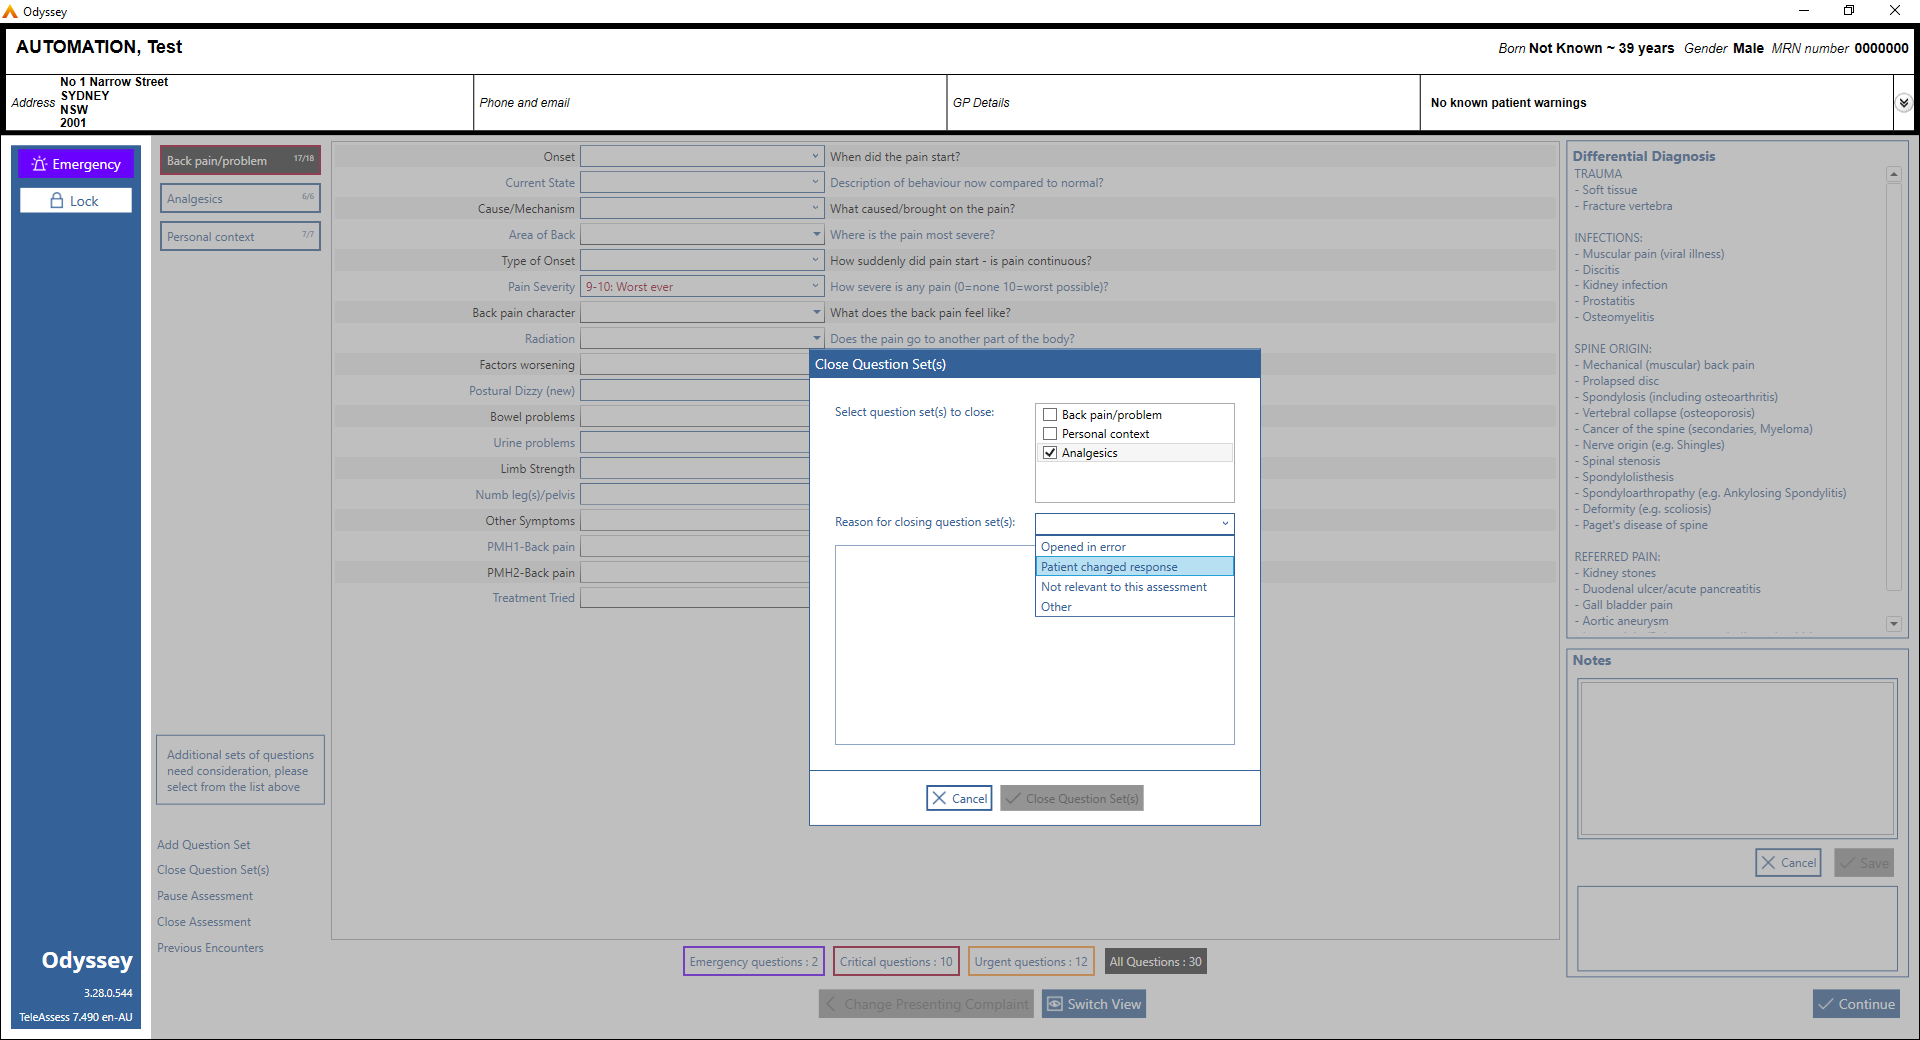 Odyssey
AUTOMATION, Test
Born Not Known ~ 39 years Gender Male MRN number 0000000
Address
No 1 Narrow Street
SYDNEY
NSW
2001
Phone and email
GP Details
No known patient warnings
Emergency
Lock
Back pain/problem 17/18
Analgesics 6/6
Personal context 7/7
Onset When did the pain start?
Current State Description of behaviour now compared to normal?
Cause/Mechanism What caused/brought on the pain?
Area of Back Where is the pain most severe?
Type of Onset How suddenly did pain start - is pain continuous?
Pain Severity 9-10: Worst ever How severe is any pain (0=none 10=worst possible)?
Back pain character What does the back pain feel like?
Radiation Does the pain go to another part of the body?
Factors worsening
Postural Dizzy (new)
Bowel problems
Urine problems
Limb Strength
Numb leg(s)/pelvis
Other Symptoms
PMH1-Back pain
PMH2-Back pain
Treatment Tried
Close Question Set(s)
Select question set(s) to close:
Back pain/problem
Personal context
Analgesics
Reason for closing question set(s):
Opened in error
Patient changed response
Not relevant to this assessment
Other
Cancel
Close Question Set(s)
Differential Diagnosis
TRAUMA
- Soft tissue
- Fracture vertebra
INFECTIONS:
- Muscular pain (viral illness)
- Discitis
- Kidney infection
- Prostatitis
- Osteomyelitis
SPINE ORIGIN:
- Mechanical (muscular) back pain
- Prolapsed disc
- Spondylosis (including osteoarthritis)
- Vertebral collapse (osteoporosis)
- Cancer of the spine (secondaries, Myeloma)
- Nerve origin (e.g. Shingles)
- Spinal stenosis
- Spondylolisthesis
- Spondyloarthropathy (e.g. Ankylosing Spondylitis)
- Deformity (e.g. scoliosis)
- Paget's disease of spine
REFERRED PAIN:
- Kidney stones
- Duodenal ulcer/acute pancreatitis
- Gall bladder pain
- Aortic aneurysm
Notes
Cancel
Save
Additional sets of questions
need consideration, please
select from the list above
Add Question Set
Close Question Set(s)
Pause Assessment
Close Assessment
Previous Encounters
Odyssey
3.28.0.544
TeleAssess 7.490 en-AU
Emergency questions : 2
Critical questions : 10
Urgent questions : 12
All Questions : 30
Change Presenting Complaint
Switch View
Continue